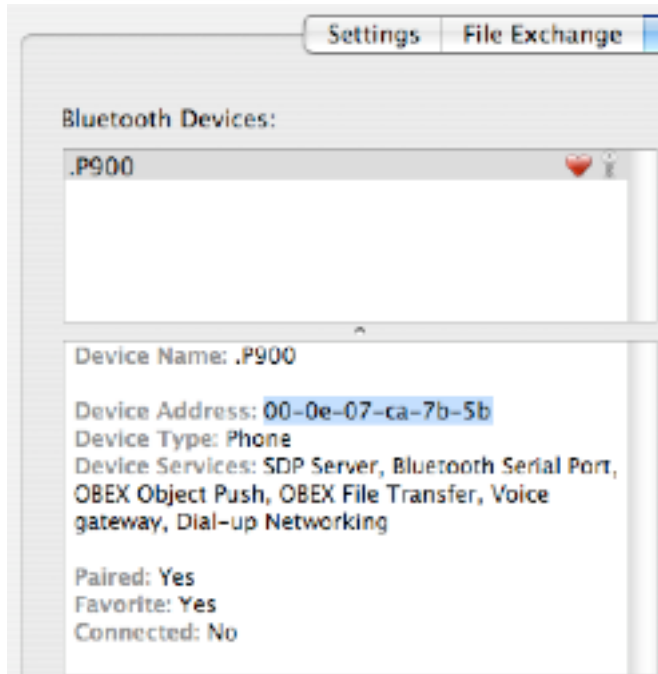 Settings File Exchange
Bluetooth Devices:
.P900
Device Name: .P900
Device Address: 00-0e-07-ca-7b-5b
Device Type: Phone
Device Services: SDP Server, Bluetooth Serial Port,
OBEX Object Push, OBEX File Transfer, Voice
gateway, Dial-up Networking
Paired: Yes
Favorite: Yes
Connected: No